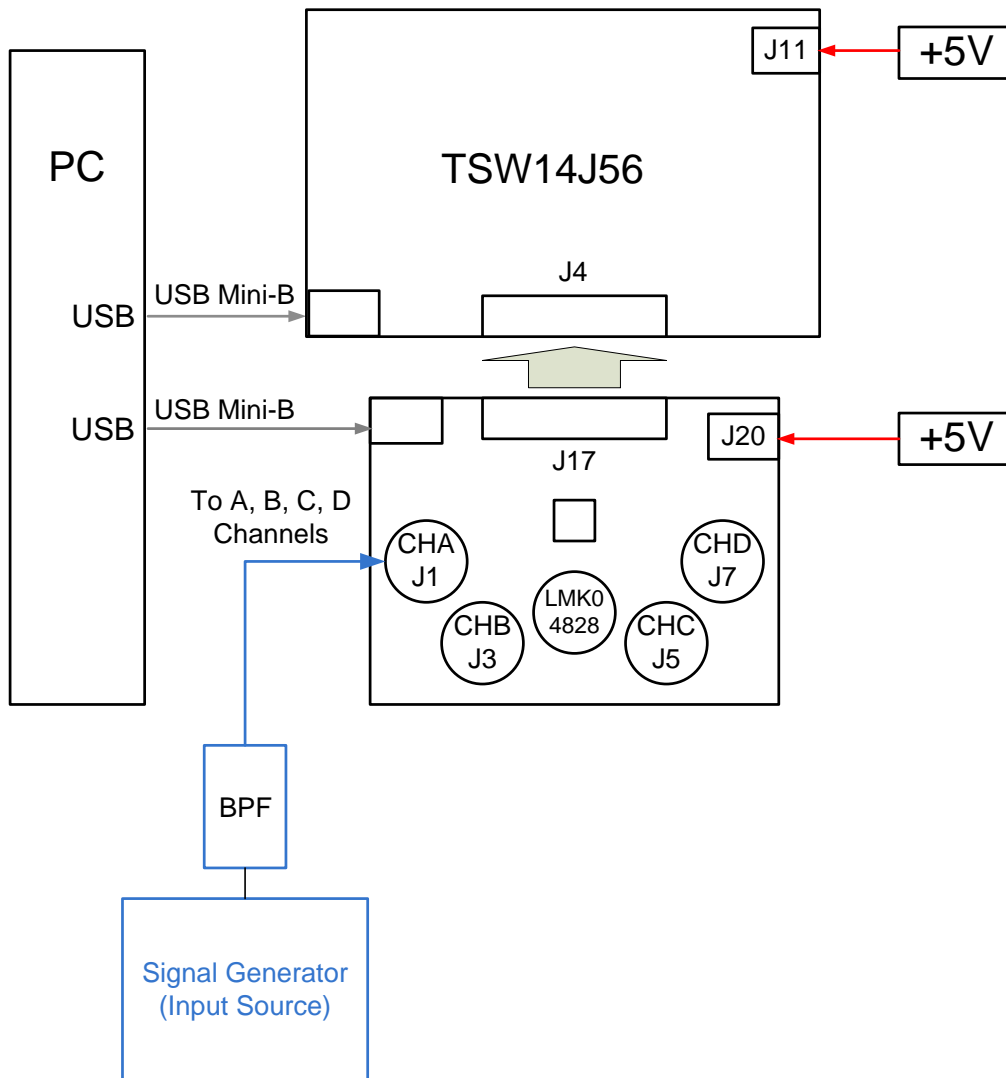 J11
+5V
PC
TSW14J56
J4
USB Mini-B
USB
USB Mini-B
USB
J20
+5V
J17
To A, B, C, D
Channels
CHA
J1
CHD
J7
LMK0
4828
CHB
J3
CHC
J5
BPF
Signal Generator
(Input Source)